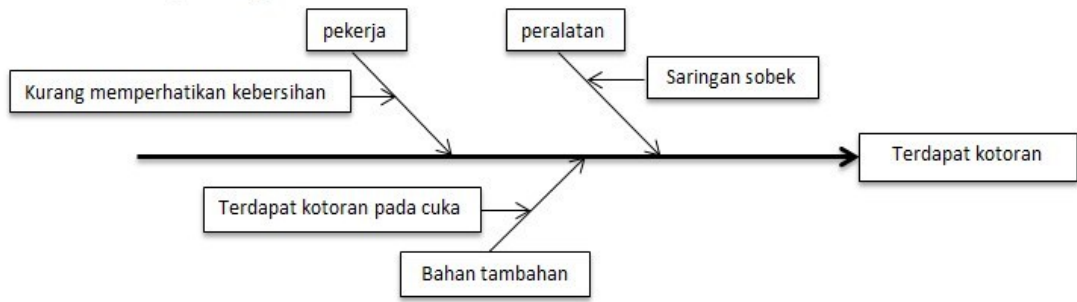 pekerja
peralatan
Saringan sobek
Kurang memperhatikan kebersihan
Terdapat kotoran
Terdapat kotoran pada cuka
Bahan tambahan